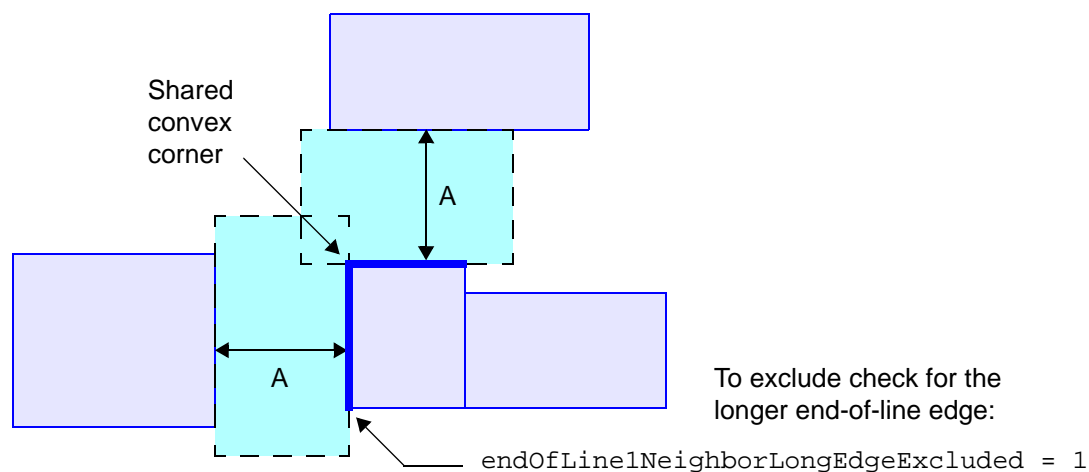 Shared
convex
corner
A
A
To exclude check for the
longer end-of-line edge:
endOfLine1NeighborLongEdgeExcluded = 1